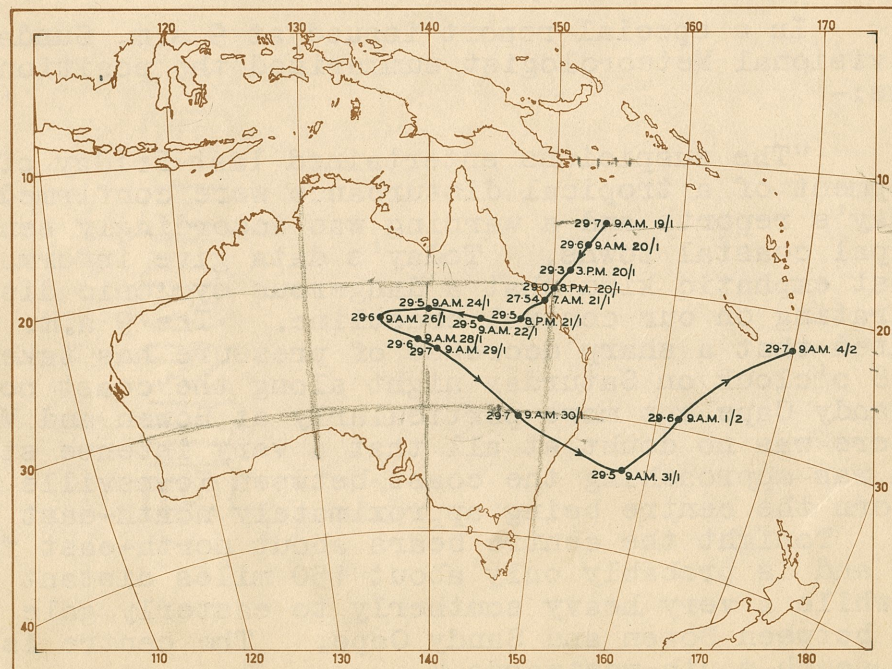 120 130 140 150 160 170
10 10
29·7 9.A.M. 19/1
29·6 9.A.M. 20/1
29·3 3.P.M. 20/1
29·0 8.P.M. 20/1
27·54 7.A.M. 21/1
29·5 9.A.M. 24/1
29·6 9.A.M. 26/1
29·5 9.A.M. 22/1
29·5 8.P.M. 21/1
20 20
29·6 9.A.M. 28/1
29·7 9.A.M. 29/1
29·7 9.A.M. 4/2
29·7 9.A.M. 30/1
29·6 9.A.M. 1/2
29·5 9.A.M. 31/1
30 30
40
110 120 130 140 150 160 170 180